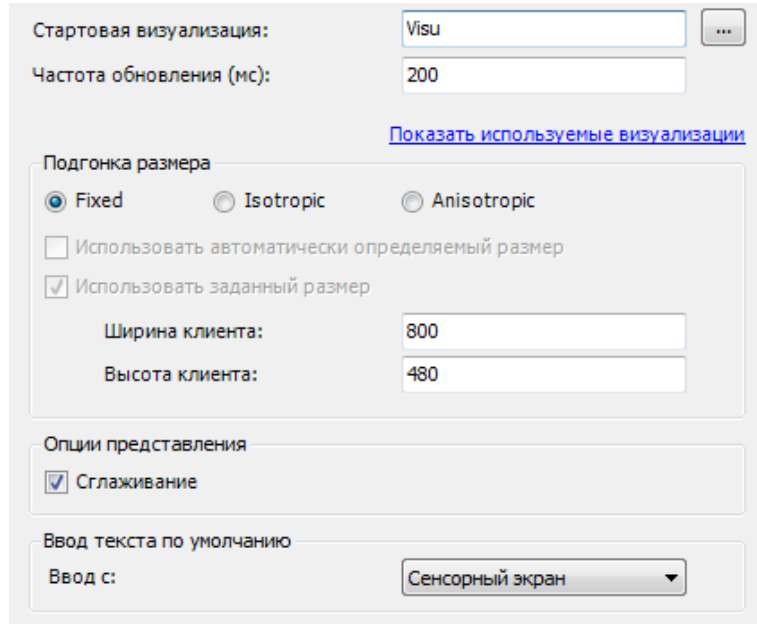 Стартовая визуализация: Visu ...
Частота обновления (мс): 200
Показать используемые визуализации
Подгонка размера
Fixed Isotropic Anisotropic
Использовать автоматически определяемый размер
Использовать заданный размер
Ширина клиента: 800
Высота клиента: 480
Опции представления
Сглаживание
Ввод текста по умолчанию
Ввод с: Сенсорный экран